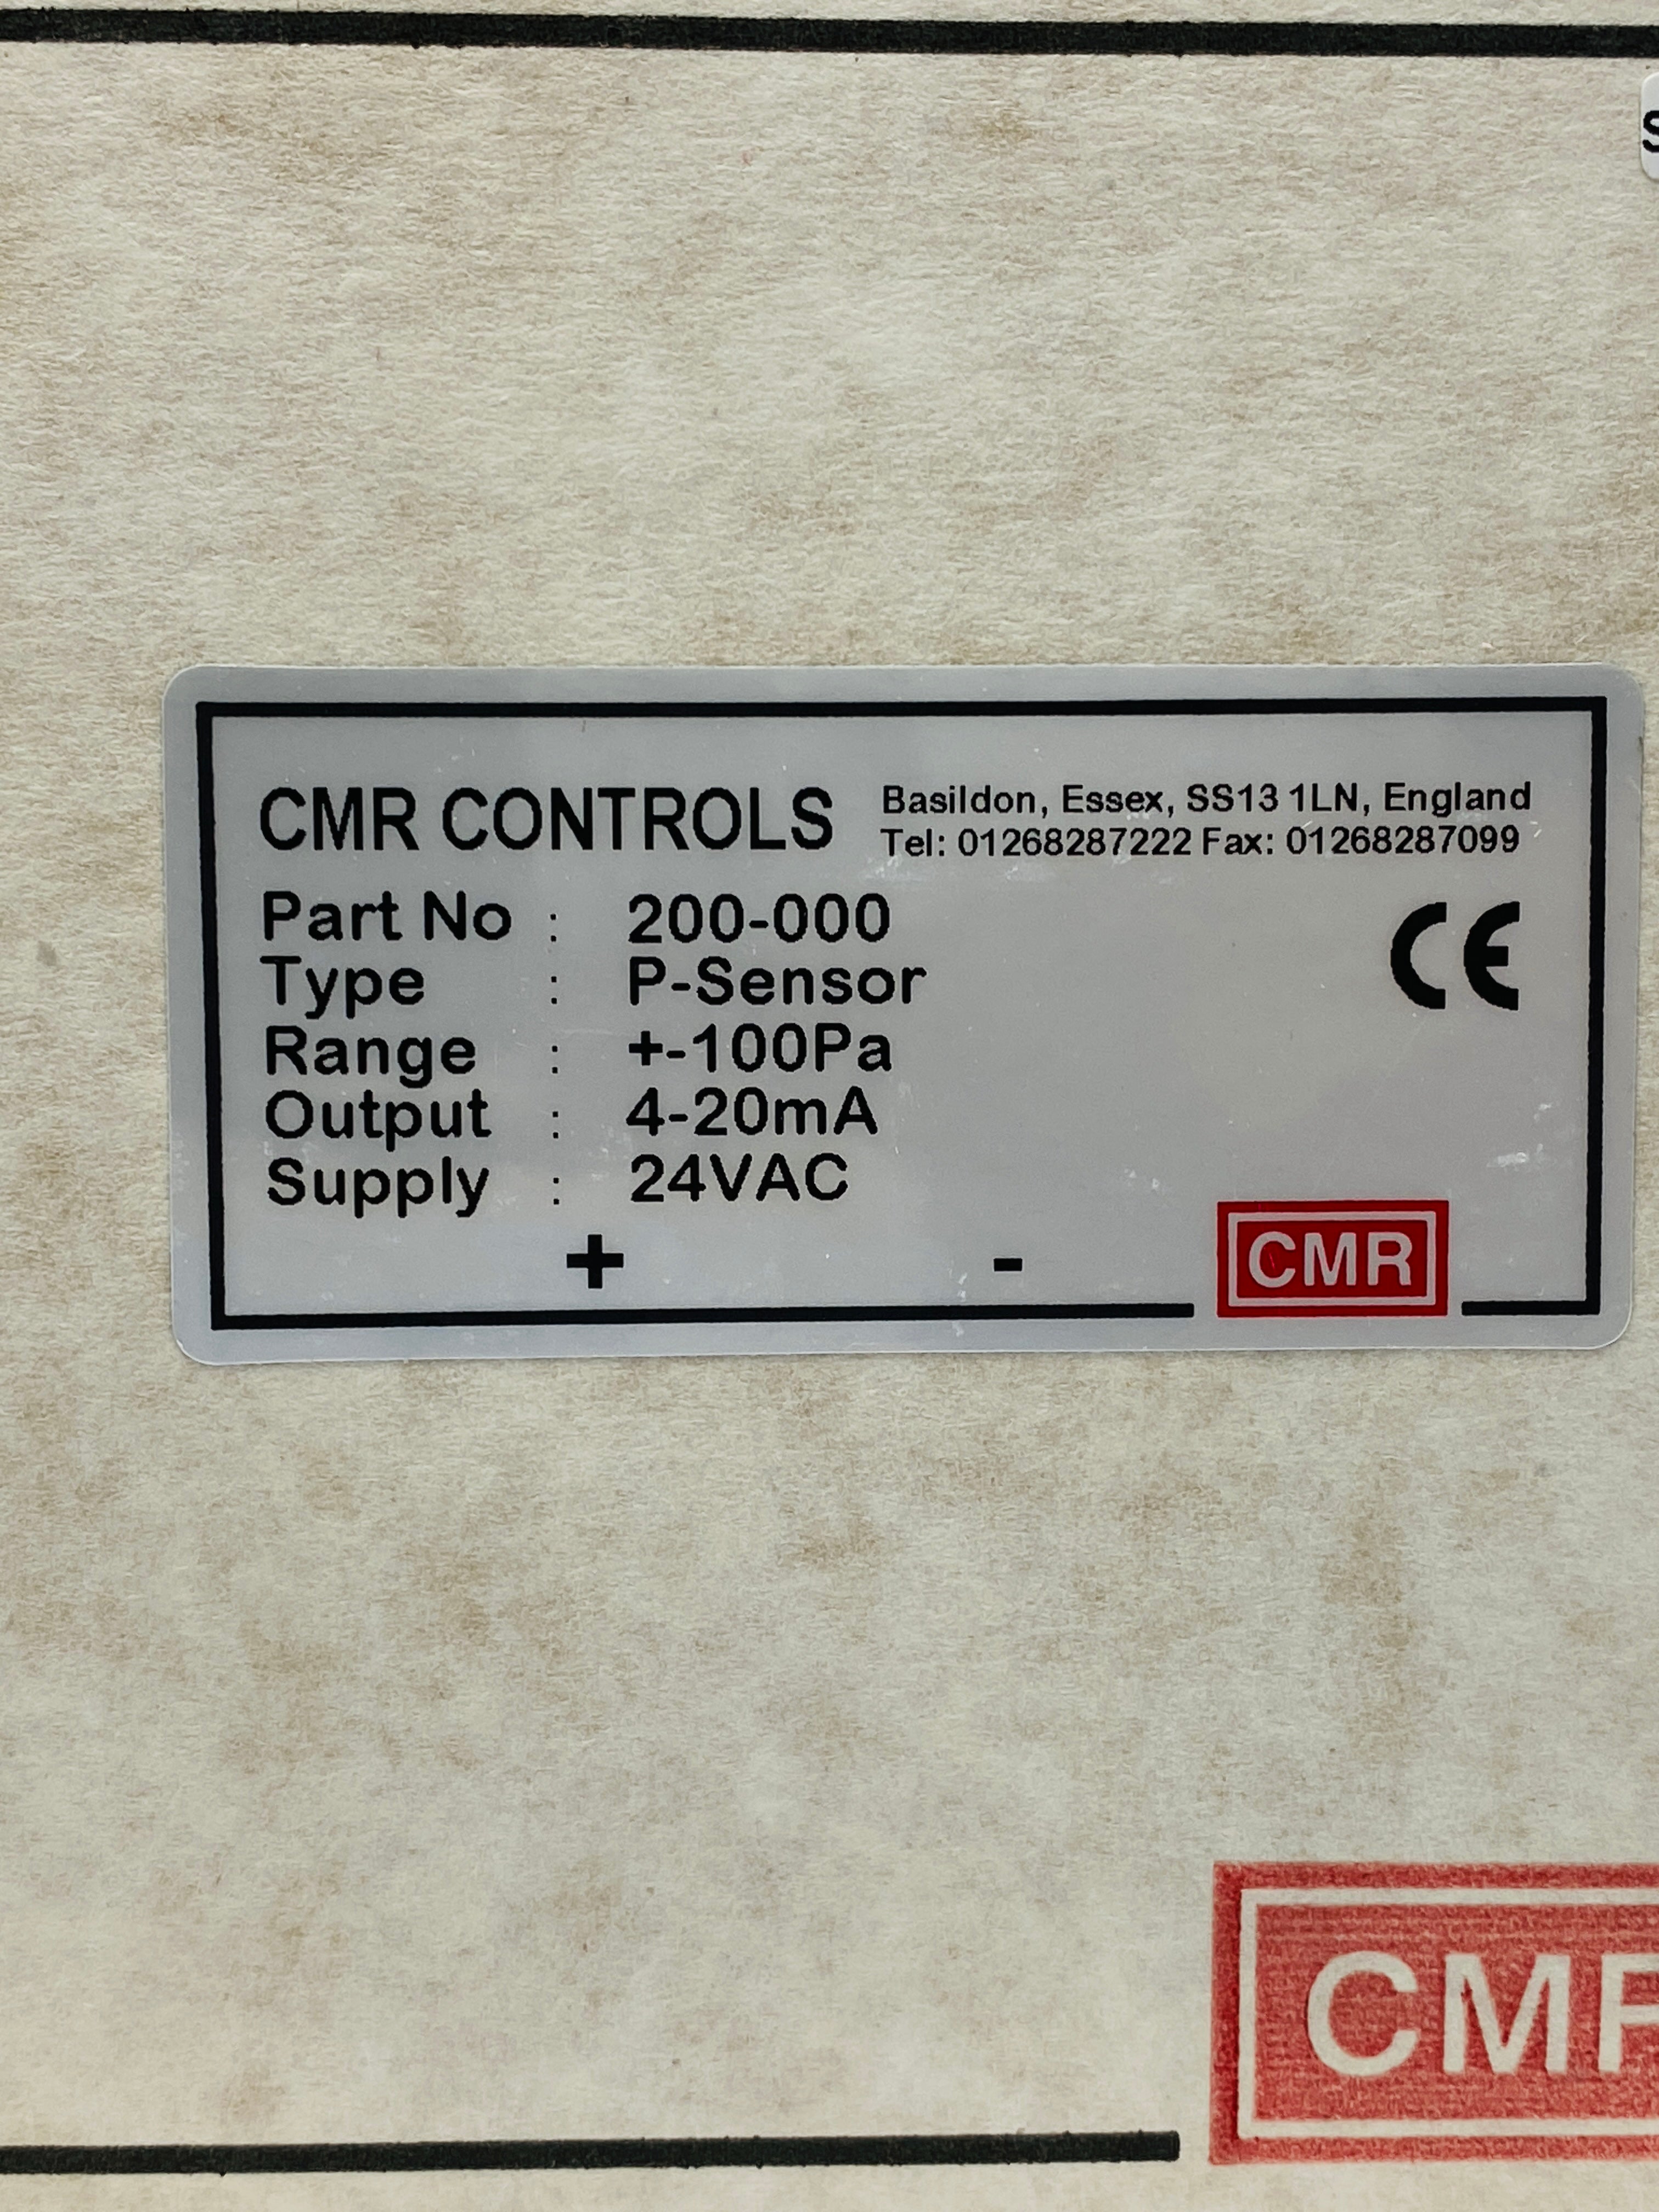 S
CMR CONTROLS
Basildon, Essex, SS13 1LN, England
Tel: 01268287222 Fax: 01268287099
Part No : 200-000
Type : P-Sensor
Range : +-100Pa
Output : 4-20mA
Supply : 24VAC
CE
+ -
CMR
CMR